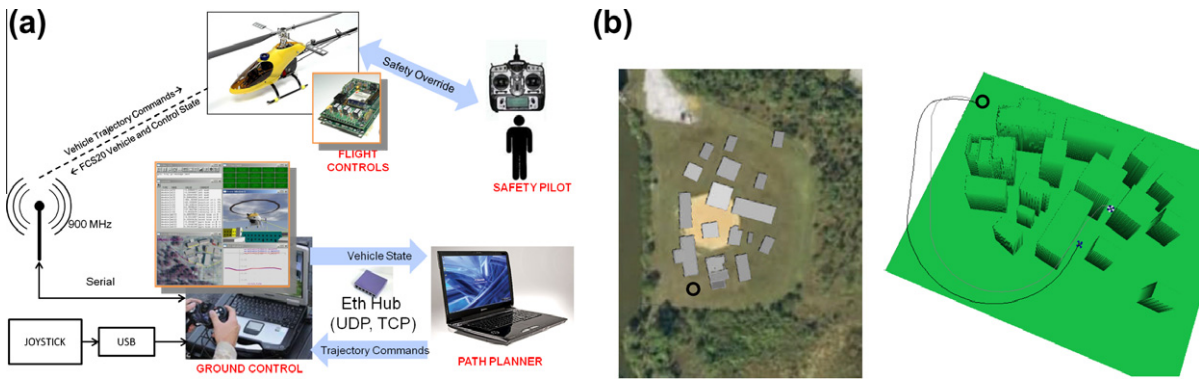 (a)
Safety Override
Vehicle Trajectory Commands
FCS20 Vehicle and Control State
FLIGHT
CONTROLS
SAFETY PILOT
900 MHz
Serial
Vehicle State
Eth Hub
(UDP, TCP)
Trajectory Commands
JOYSTICK
USB
GROUND CONTROL
PATH PLANNER
(b)